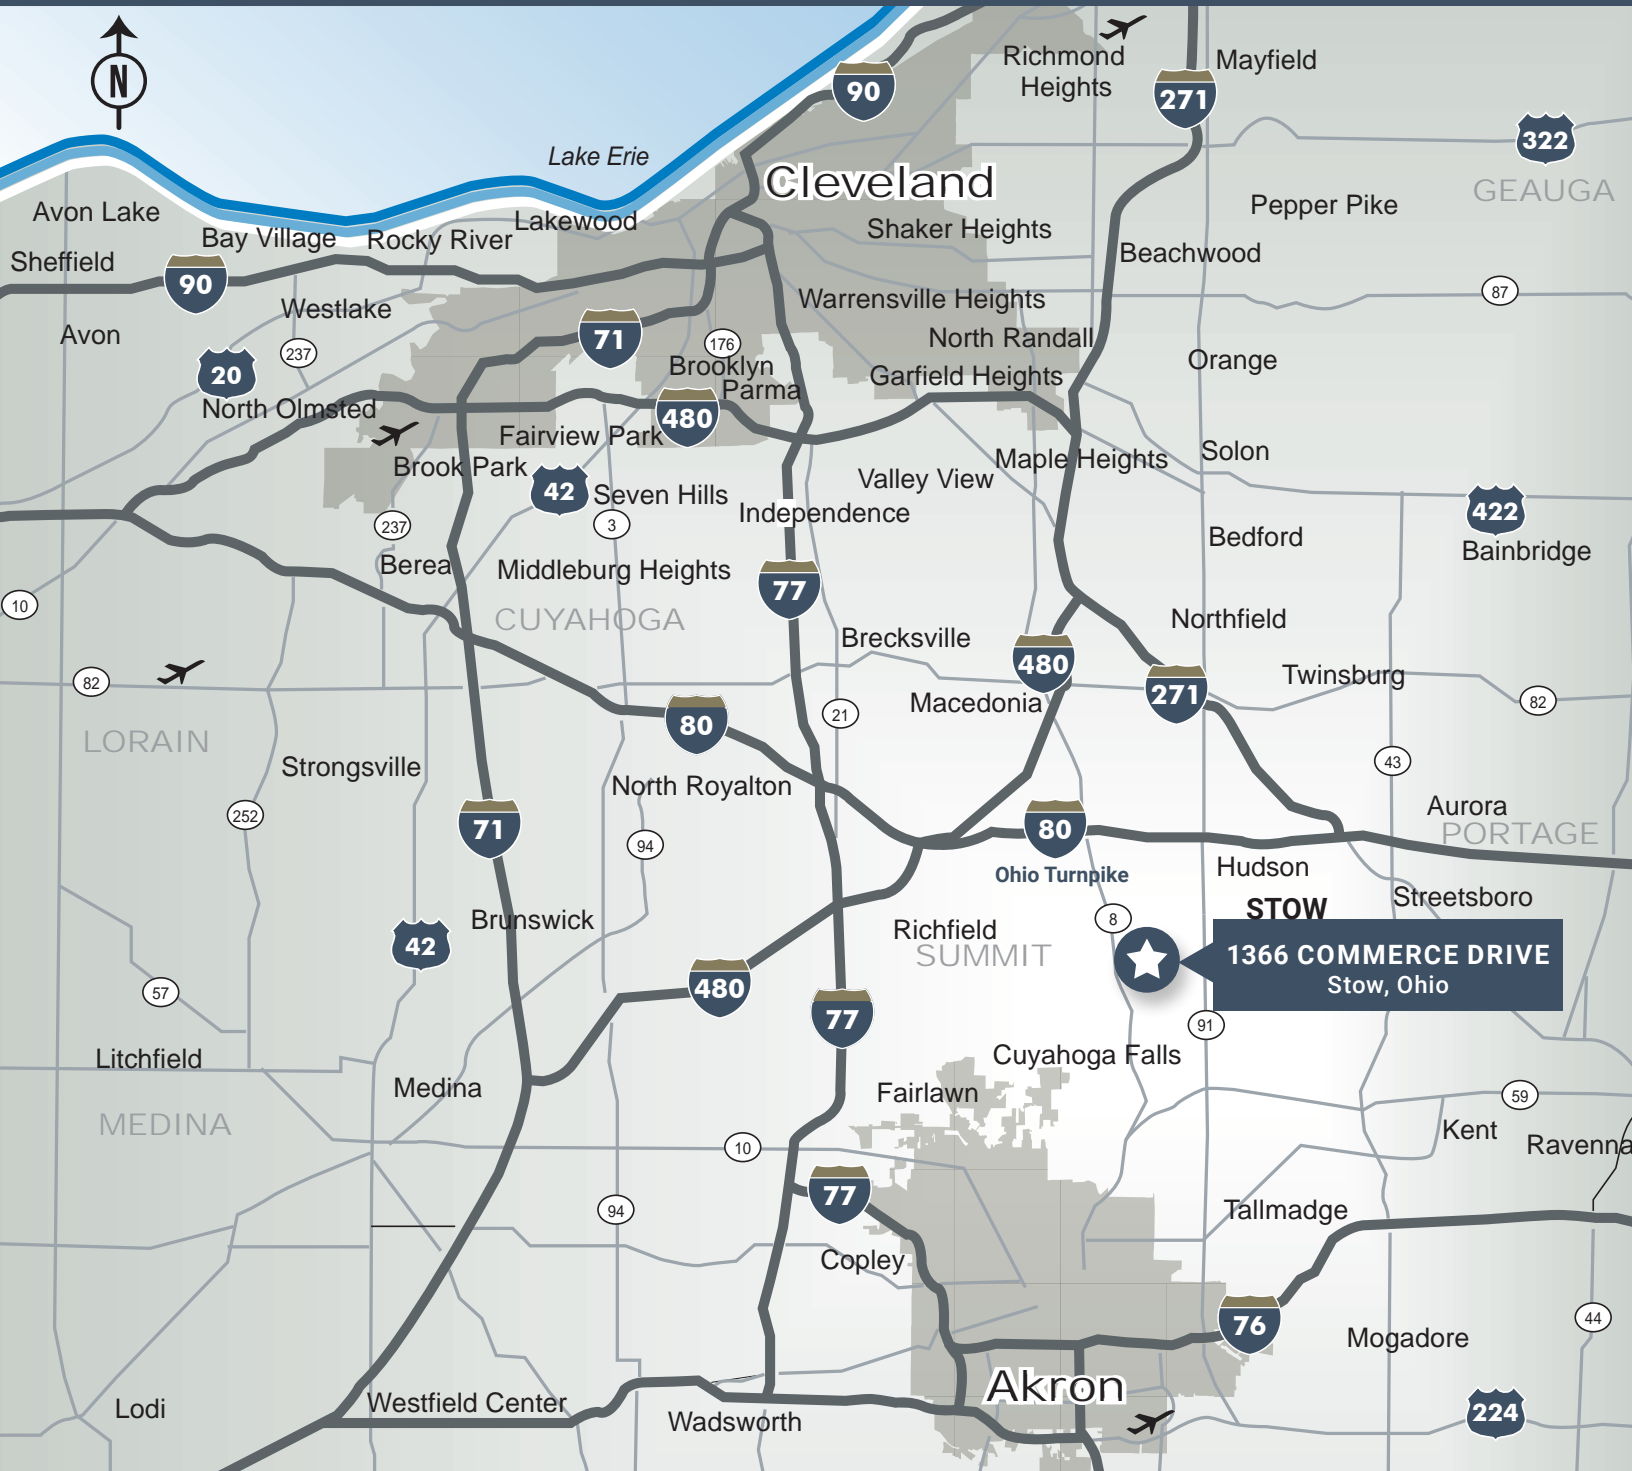 N
Richmond
Heights
Mayfield
90
271
322
Lake Erie
Cleveland
GEAUGA
Avon Lake
Pepper Pike
Lakewood
Bay Village
Rocky River
Shaker Heights
Beachwood
Sheffield
90
87
Westlake
Warrensville Heights
Avon
71
176
North Randall
237
Brooklyn
Orange
20
Parma
Garfield Heights
North Olmsted
480
Fairview Park
Solon
Brook Park
Maple Heights
Valley View
42
Seven Hills
422
Independence
237
3
Bedford
Bainbridge
Berea
Middleburg Heights
77
10
CUYAHOGA
Northfield
Brecksville
480
Twinsburg
82
271
82
Macedonia
21
80
LORAIN
Strongsville
43
North Royalton
Aurora
252
71
80
PORTAGE
94
Hudson
Ohio Turnpike
Streetsboro
STOW
8
Brunswick
Richfield
42
SUMMIT
1366 COMMERCE DRIVE
Stow, Ohio
480
57
77
91
Litchfield
Cuyahoga Falls
Medina
Fairlawn
59
MEDINA
Kent
10
Ravenna
77
94
Tallmadge
Copley
76
44
Mogadore
Akron
Lodi
Westfield Center
Wadsworth
224